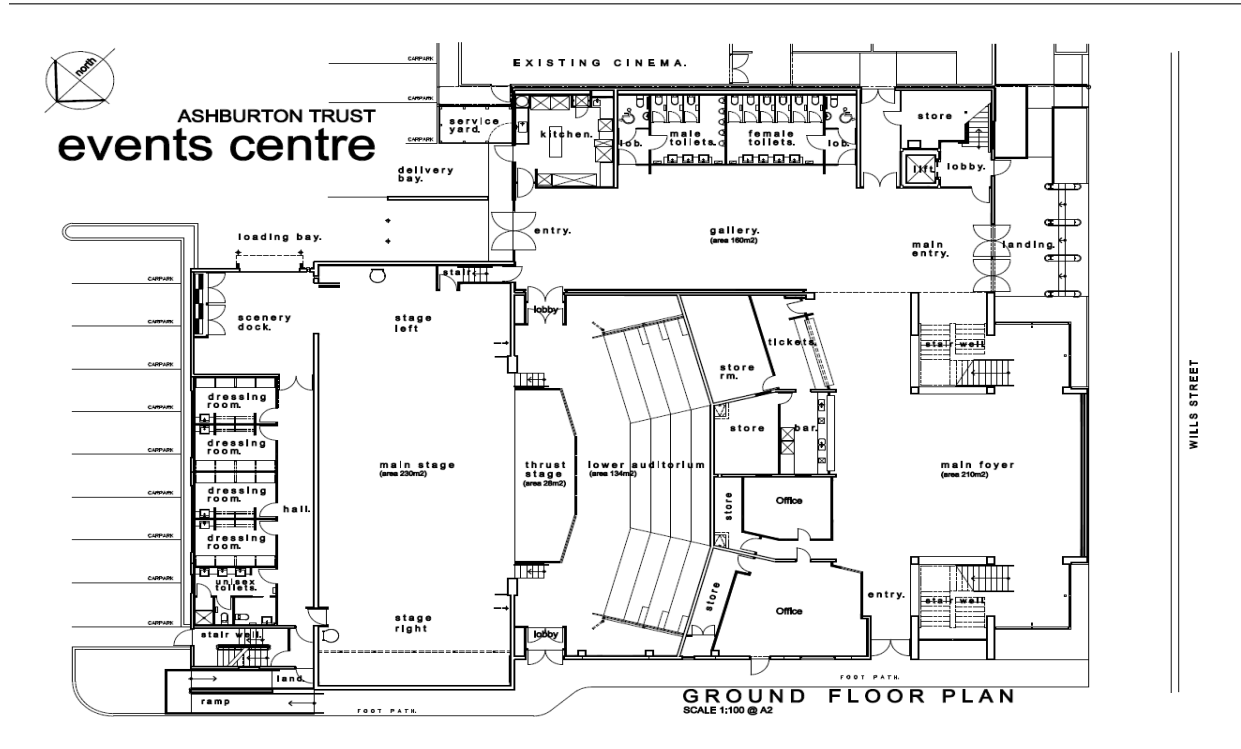 north
ASHBURTON TRUST
events centre
EXISTING CINEMA.
CARPARK
CARPARK
CARPARK
service
yard.
kitchen.
lob.
male
toilets.
female
toilets.
lob.
store
lift.
lobby.
delivery
bay.
loading bay.
entry.
gallery.
(area 160m2)
main
entry.
landing
stair
CARPARK
CARPARK
CARPARK
CARPARK
CARPARK
CARPARK
CARPARK
CARPARK
CARPARK
scenery
dock.
stage
left
lobby
tickets.
stair well
store
rm.
dressing
room.
dressing
room.
dressing
room.
dressing
room.
hall.
main stage
(area 230m2)
thrust
stage
(area 28m2)
lower auditorium
(area 134m2)
store
bar.
main foyer
(area 210m2)
WILLS STREET
store
Office
unisex
toilets.
stage
right
lobby
store
Office
entry.
stair well
stair well.
land.
ramp
FOOT PATH.
FOOT PATH.
GROUND FLOOR PLAN
SCALE 1:100 @ A2